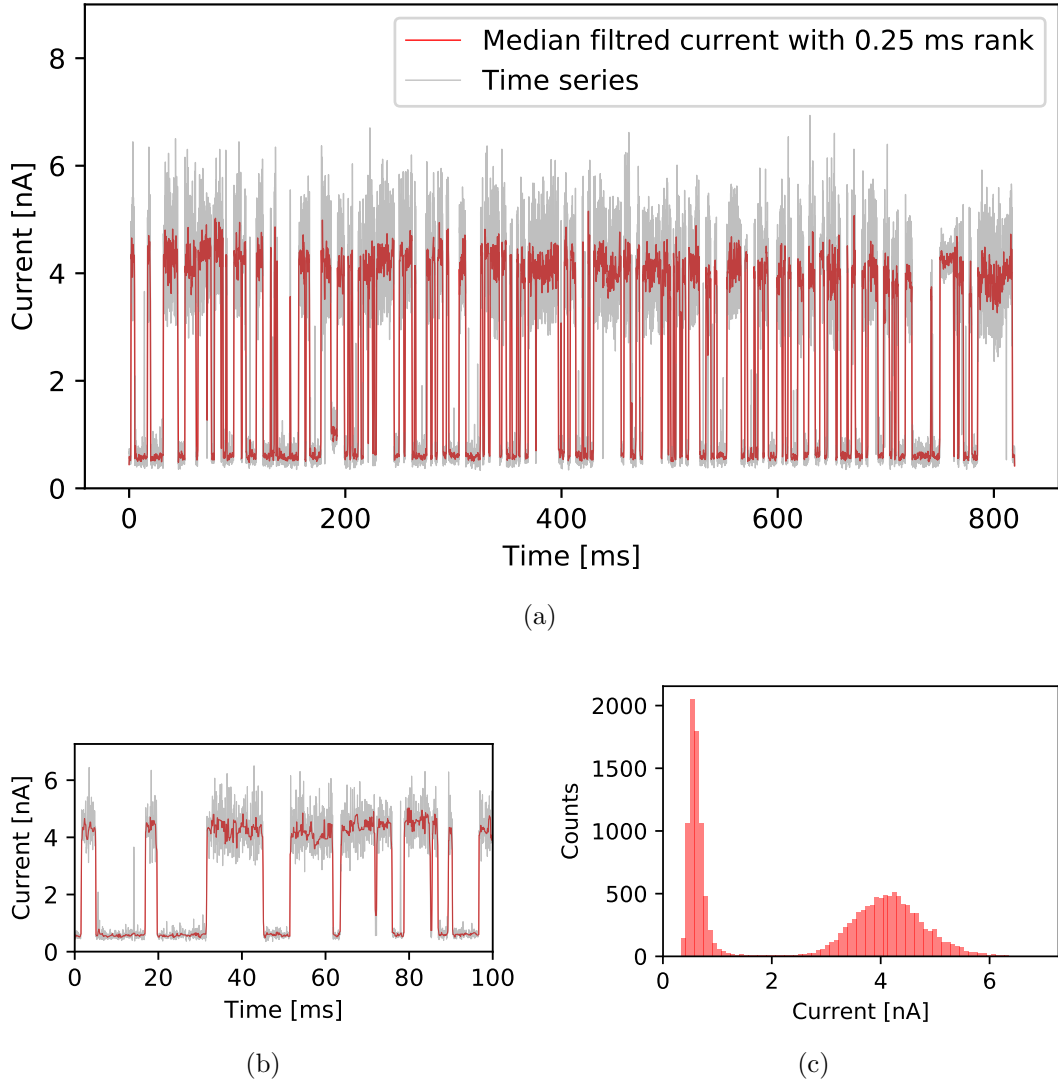 8
6
4
2
0
Current [nA]
Median filtred current with 0.25 ms rank
Time series
0
200
400
600
800
Time [ms]
(a)
6
4
2
0
Current [nA]
0
20
40
60
80
100
Time [ms]
(b)
2000
1500
1000
500
0
Counts
0
2
4
6
Current [nA]
(c)